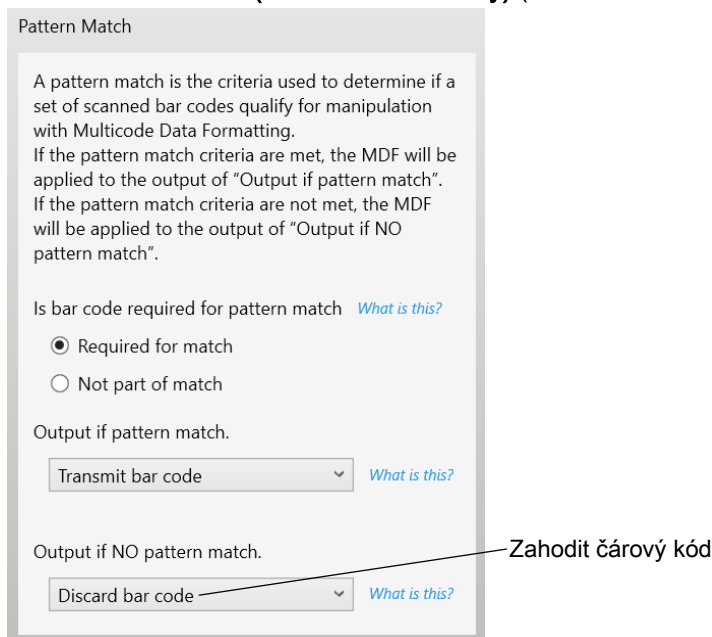 Pattern Match
A pattern match is the criteria used to determine if a
set of scanned bar codes qualify for manipulation
with Multicode Data Formatting.
If the pattern match criteria are met, the MDF will be
applied to the output of “Output if pattern match”.
If the pattern match criteria are not met, the MDF
will be applied to the output of “Output if NO
pattern match”.
Is bar code required for pattern match What is this?
Required for match
Not part of match
Output if pattern match.
Transmit bar code What is this?
Output if NO pattern match.
Zahodit čárový kód
Discard bar code What is this?